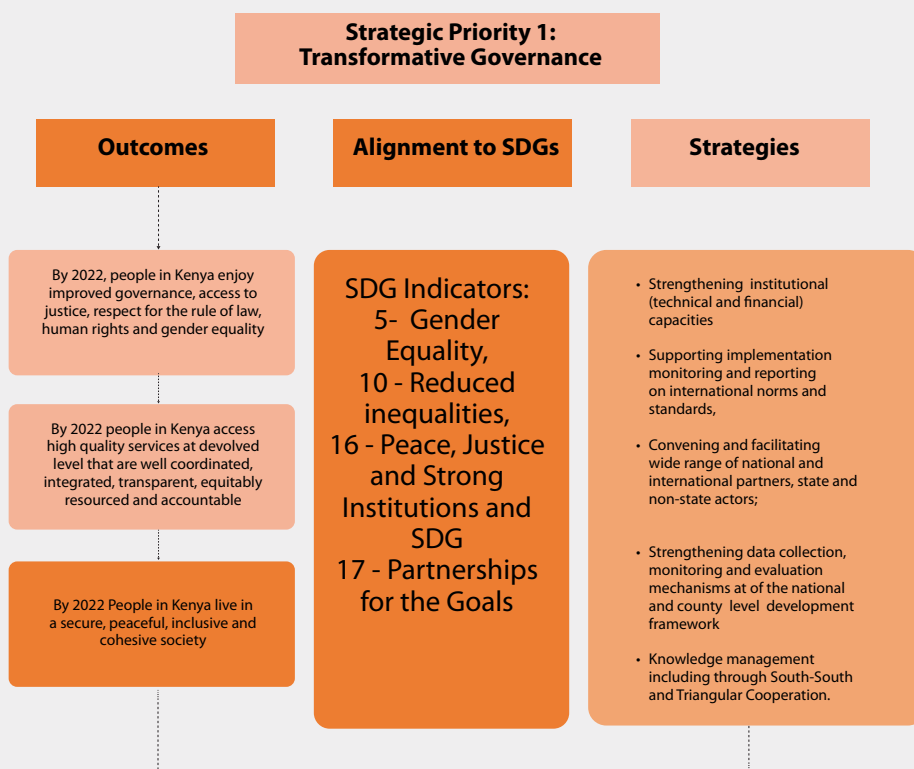 Strategic Priority 1:
Transformative Governance
Outcomes
By 2022, people in Kenya enjoy
improved governance, access to
justice, respect for the rule of law,
human rights and gender equality
By 2022 people in Kenya access
high quality services at devolved
level that are well coordinated,
integrated, transparent, equitably
resourced and accountable
By 2022 People in Kenya live in
a secure, peaceful, inclusive and
cohesive society
Alignment to SDGs
SDG Indicators:
5-  Gender
Equality,
10 - Reduced
inequalities,
16 - Peace, Justice
and Strong
Institutions and
SDG
17 - Partnerships
for the Goals
Strategies
• Strengthening institutional
(technical and financial)
capacities
• Supporting implementation
monitoring and reporting
on international norms and
standards,
• Convening and facilitating
wide range of national and
international partners, state and
non-state actors;
• Strengthening data collection,
monitoring and evaluation
mechanisms at of the national
and county level development
framework
• Knowledge management
including through South-South
and Triangular Cooperation.